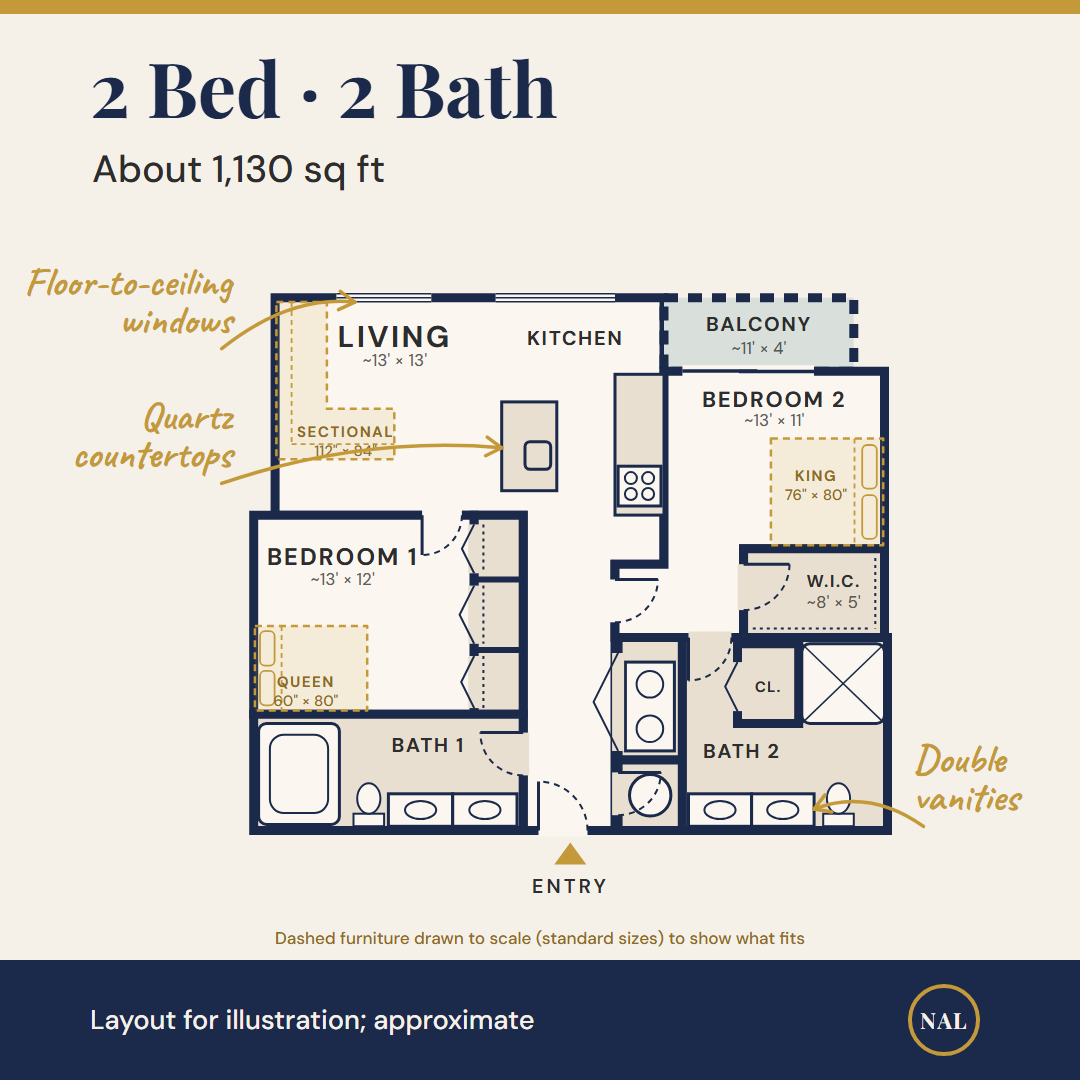 2 Bed · 2 Bath
About 1,130 sq ft
Floor-to-ceiling
windows
LIVING
~13' × 13'
KITCHEN
BALCONY
~11' × 4'
BEDROOM 2
~13' × 11'
Quartz
countertops
SECTIONAL
112" × 94"
KING
76" × 80"
BEDROOM 1
~13' × 12'
W.I.C.
~8' × 5'
QUEEN
60" × 80"
CL.
BATH 1
BATH 2
Double
vanities
ENTRY
Dashed furniture drawn to scale (standard sizes) to show what fits
Layout for illustration; approximate
NAL